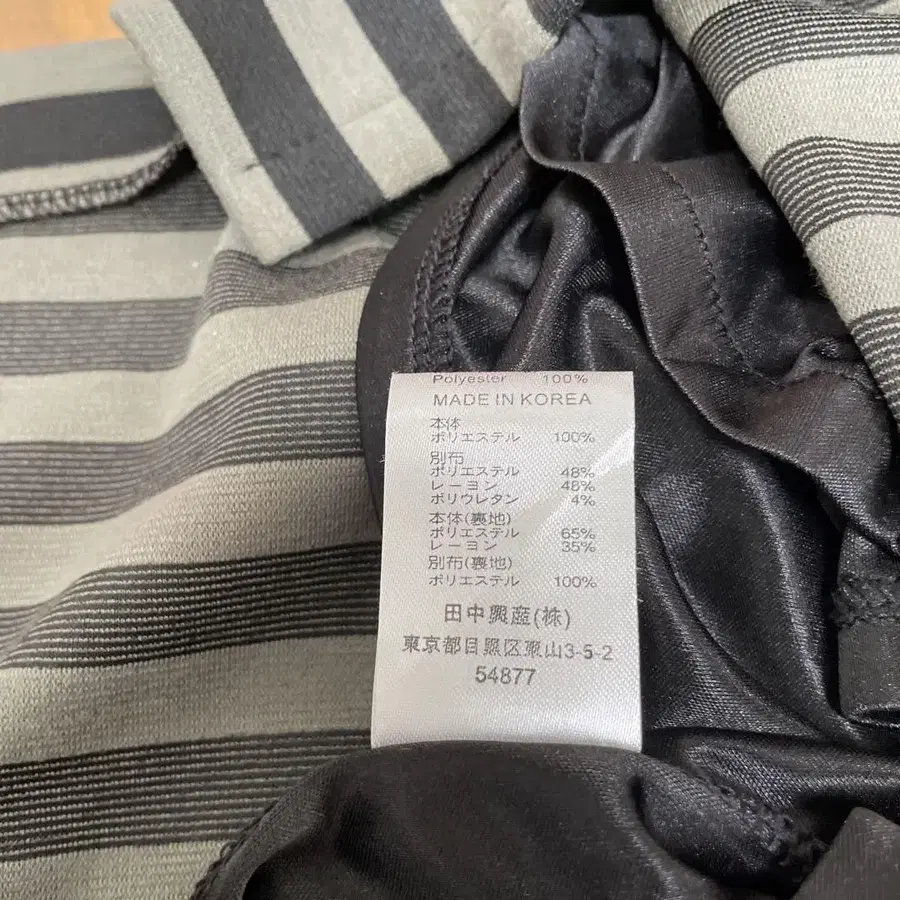 Polyester 100%
MADE IN KOREA
本体
ポリエステル 100%
別布
ポリエステル 48%
レーヨン 48%
ポリウレタン 4%
本体(裏地)
ポリエステル 65%
レーヨン 35%
別布(裏地)
ポリエステル 100%
田中興産(株)
東京都目黒区東山3-5-2
54877